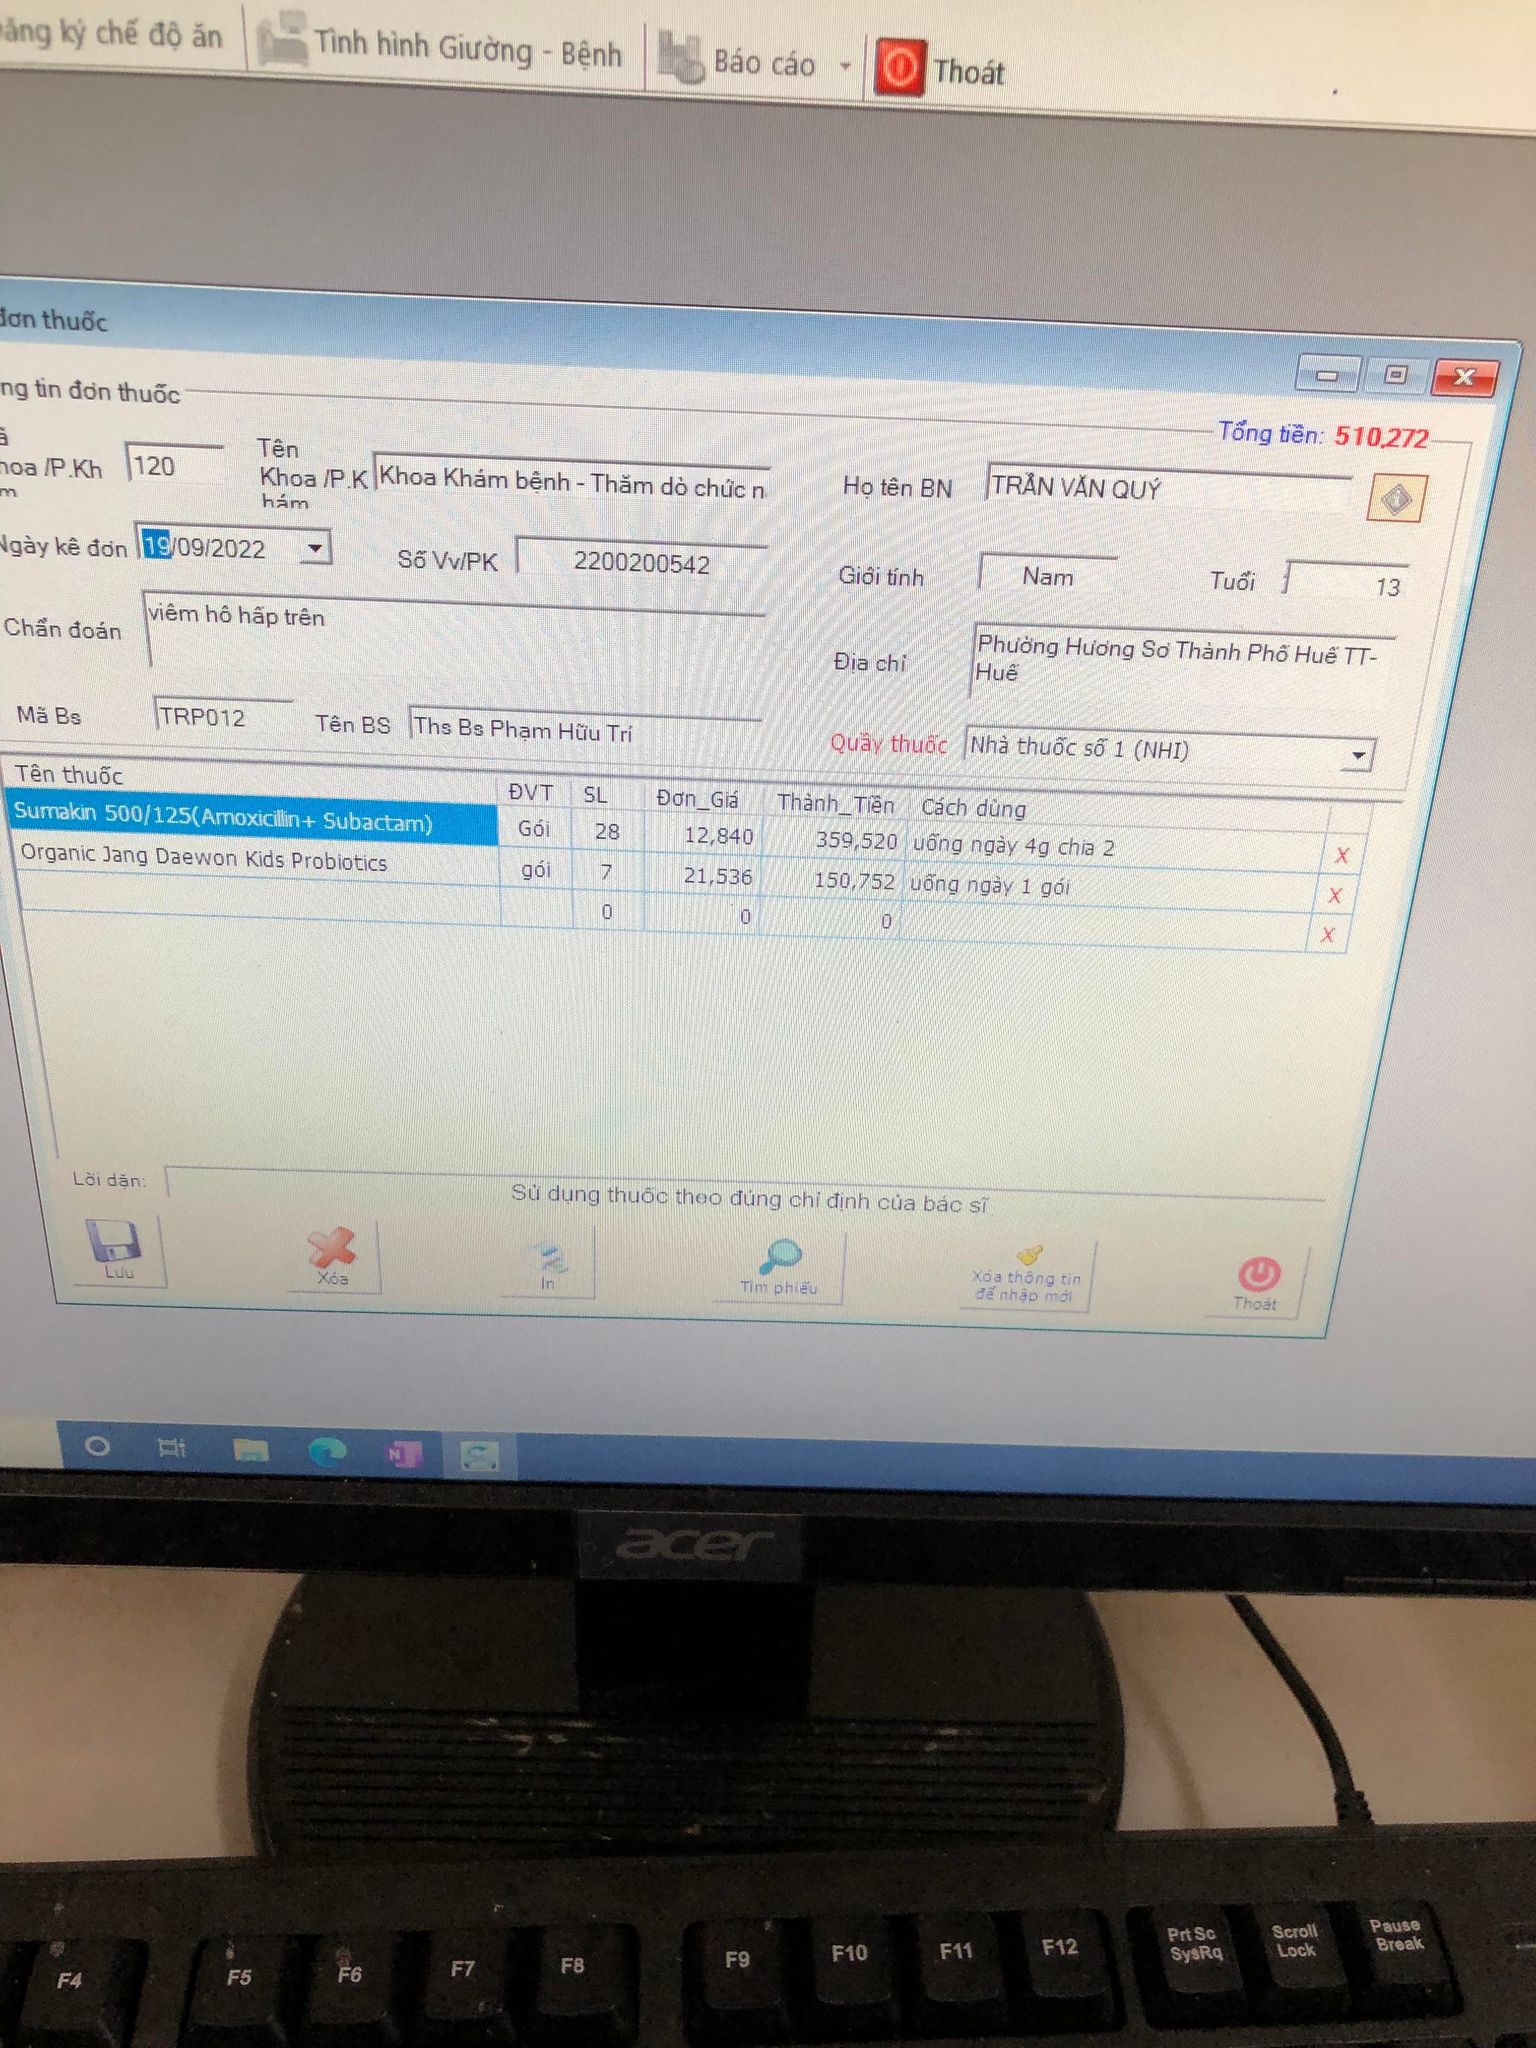 ăng ký chế độ ăn Tình hình Giường - Bệnh Báo cáo Thoát
đơn thuốc
ng tin đơn thuốc Tổng tiền: 510,272
hoa /P.Kh
m 120 Tên
Khoa /P.K
hám Khoa Khám bệnh - Thăm dò chức n Họ tên BN TRẦN VĂN QUÝ
Ngày kê đơn 19/09/2022 Số Vv/PK 2200200542 Giới tính Nam Tuổi 13
Chẩn đoán viêm hô hấp trên Địa chỉ Phường Hương Sơ Thành Phố Huế TT-
Huế
Mã Bs TRP012 Tên BS Ths Bs Phạm Hữu Trí Quầy thuốc Nhà thuốc số 1 (NHI)
Tên thuốc ĐVT SL Đơn_Giá Thành_Tiền Cách dùng
Sumakin 500/125(Amoxicillin+ Subactam) Gói 28 12,840 359,520 uống ngày 4g chia 2 X
Organic Jang Daewon Kids Probiotics gói 7 21,536 150,752 uống ngày 1 gói X
0 0 0 X
Lời dặn: Sử dụng thuốc theo đúng chỉ định của bác sĩ
Lưu Xóa In Tìm phiếu Xóa thông tin
để nhập mới Thoát
acer
F4 F5 F6 F7 F8 F9 F10 F11 F12 Prt Sc
SysRq Scroll
Lock Pause
Break